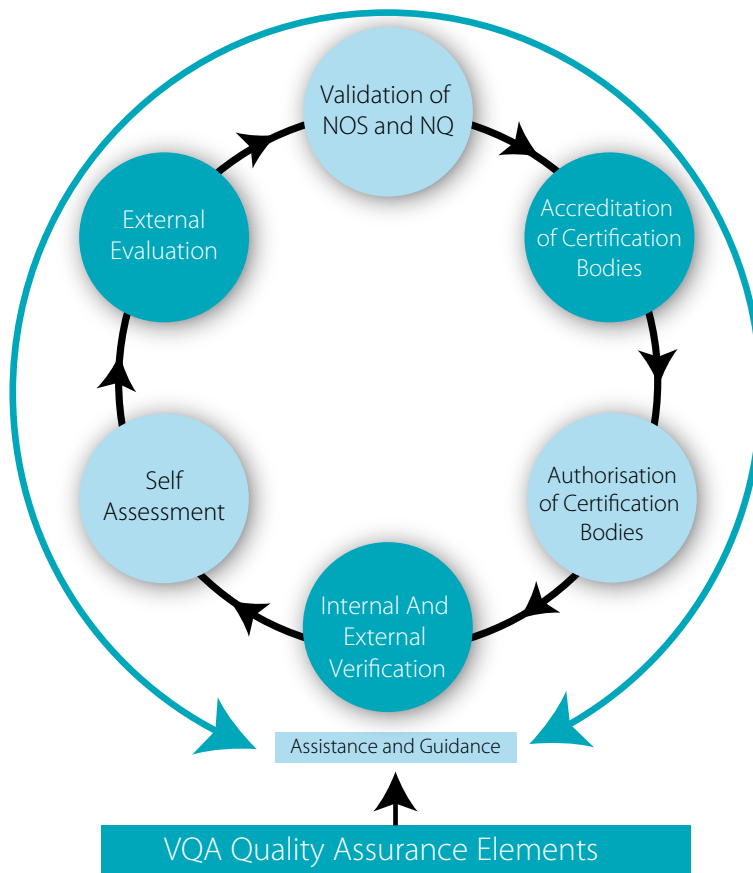 Validation of
NOS and NQ
Accreditation
of Certification
Bodies
Authorisation
of Certification
Bodies
Internal And
External
Verification
Self
Assessment
External
Evaluation
Assistance and Guidance
VQA Quality Assurance Elements